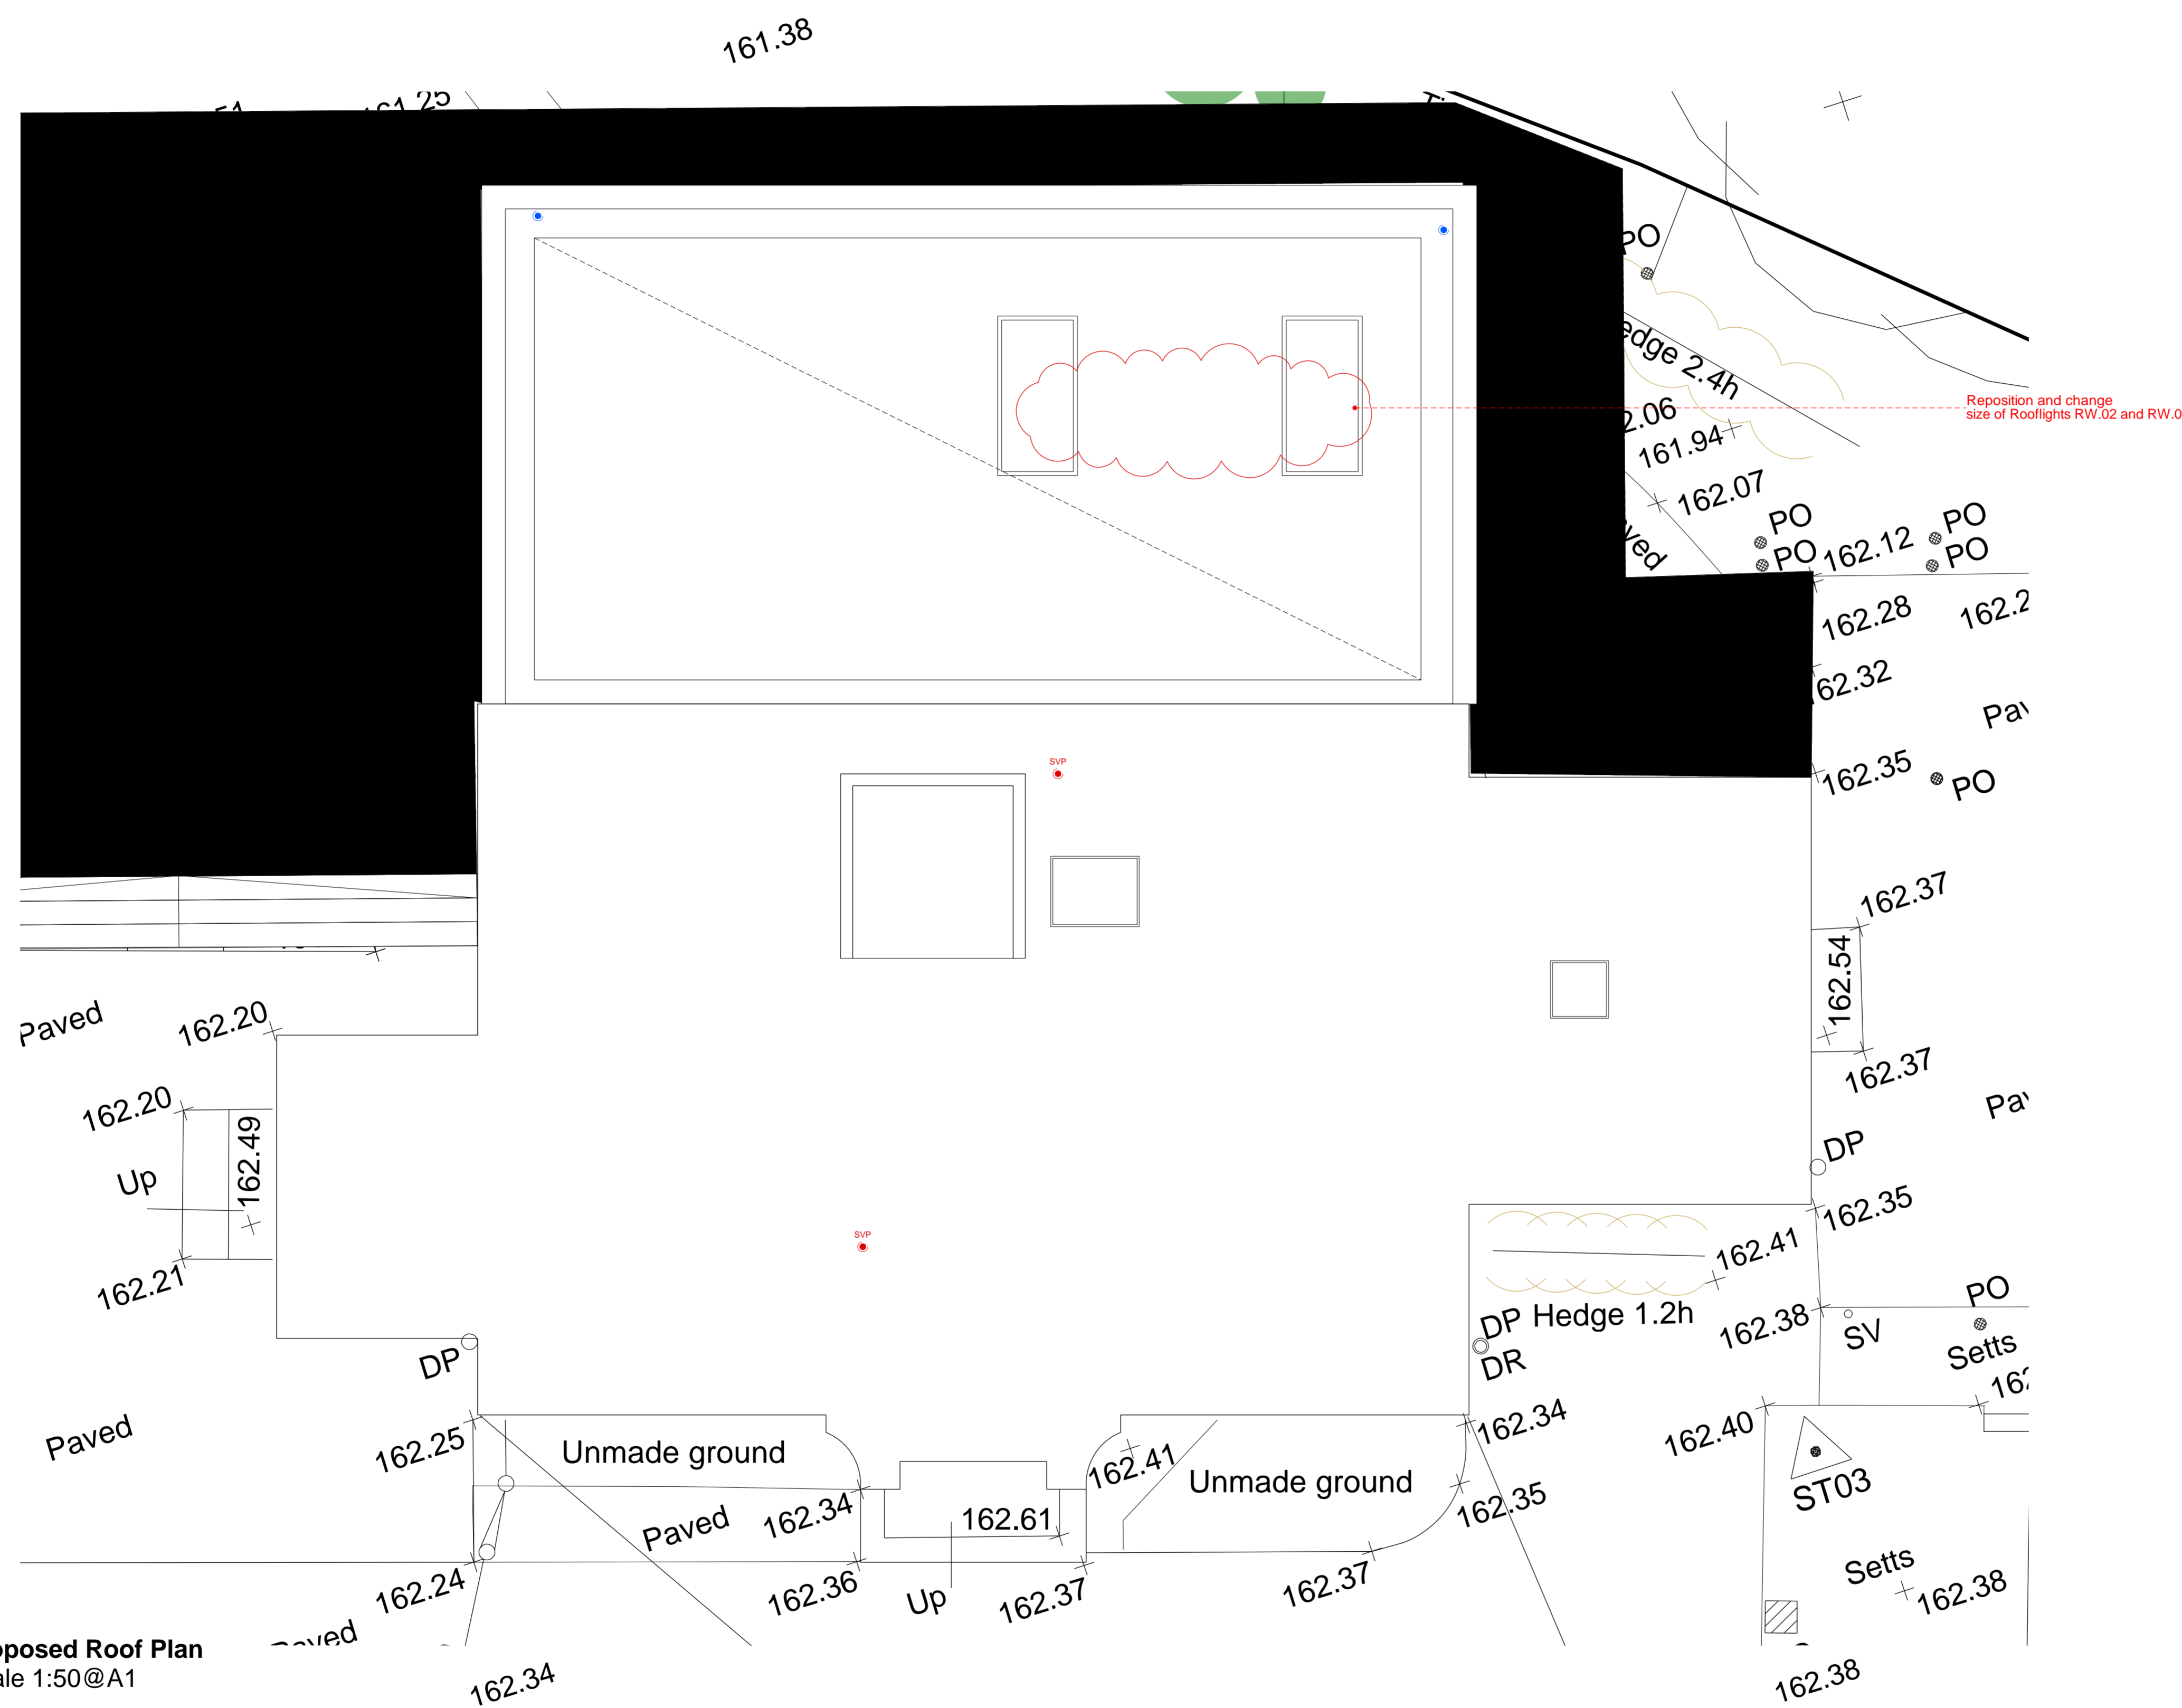 161.38
161.25
PO
2.4h
161.94
162.07
Reposition and change
size of Rooflights RW.02 and RW.0
PO
PO
PO
PO
162.12
162.28
162.2
62.32
162.35
PO
SVP
162.37
162.54
162.37
Paved
162.20
162.20
162.49
Up
162.21
DP
162.35
SVP
162.41
DP
Hedge 1.2h
DR
162.38
SV
PO
Setts
DP
162.34
162.40
ST03
Paved
162.25
Unmade ground
162.41
Unmade ground
162.35
Paved
162.34
162.61
162.24
162.36
Up
162.37
162.37
Setts
162.38
posed Roof Plan
ale 1:50@A1
162.34
162.38